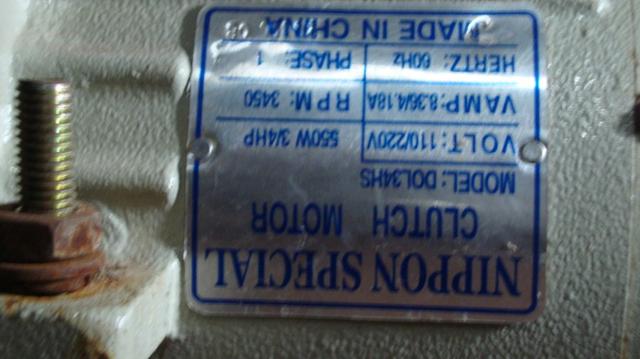 NIPPON SPECIAL
CLUTCH MOTOR
MODEL: DOL34HS
VOLT: 110/220V 550W 3/4HP
VAMP: 8.36/4.18A RPM: 3450
HERTZ: 60Hz PHASE: 1
MADE IN CHINA